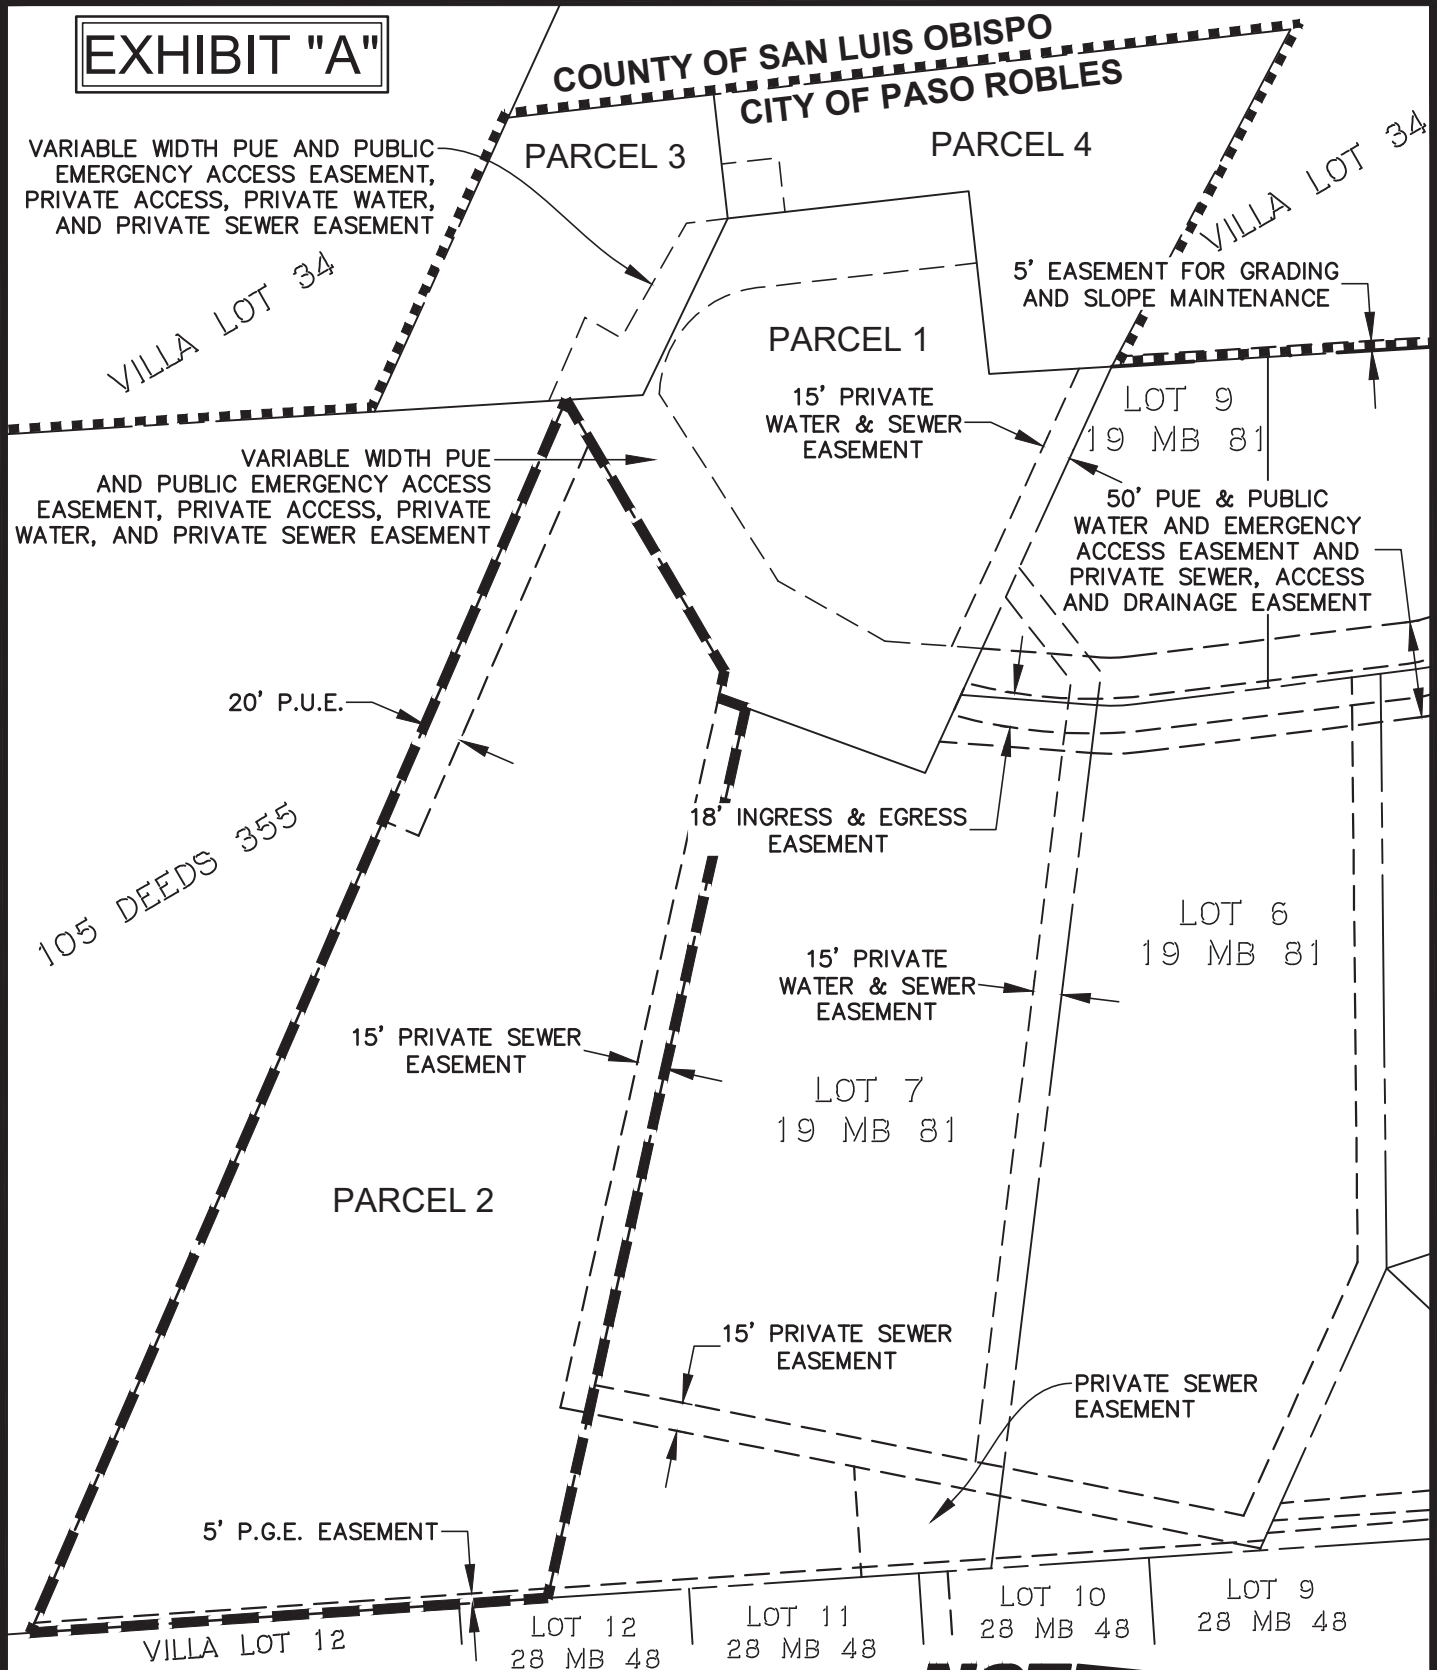 EXHIBIT "A"
COUNTY OF SAN LUIS OBISPO
CITY OF PASO ROBLES
VARIABLE WIDTH PUE AND PUBLIC
EMERGENCY ACCESS EASEMENT,
PRIVATE ACCESS, PRIVATE WATER,
AND PRIVATE SEWER EASEMENT
PARCEL 3
PARCEL 4
VILLA LOT 34
VILLA LOT 34
5' EASEMENT FOR GRADING
AND SLOPE MAINTENANCE
PARCEL 1
15' PRIVATE
WATER & SEWER
EASEMENT
LOT 9
19 MB 81
VARIABLE WIDTH PUE
AND PUBLIC EMERGENCY ACCESS
EASEMENT, PRIVATE ACCESS, PRIVATE
WATER, AND PRIVATE SEWER EASEMENT
50' PUE & PUBLIC
WATER AND EMERGENCY
ACCESS EASEMENT AND
PRIVATE SEWER, ACCESS
AND DRAINAGE EASEMENT
20' P.U.E.
18' INGRESS & EGRESS
EASEMENT
105 DEEDS 355
LOT 6
19 MB 81
15' PRIVATE
WATER & SEWER
EASEMENT
15' PRIVATE SEWER
EASEMENT
LOT 7
19 MB 81
PARCEL 2
15' PRIVATE SEWER
EASEMENT
PRIVATE SEWER
EASEMENT
5' P.G.E. EASEMENT
VILLA LOT 12
LOT 12
28 MB 48
LOT 11
28 MB 48
LOT 10
28 MB 48
LOT 9
28 MB 48